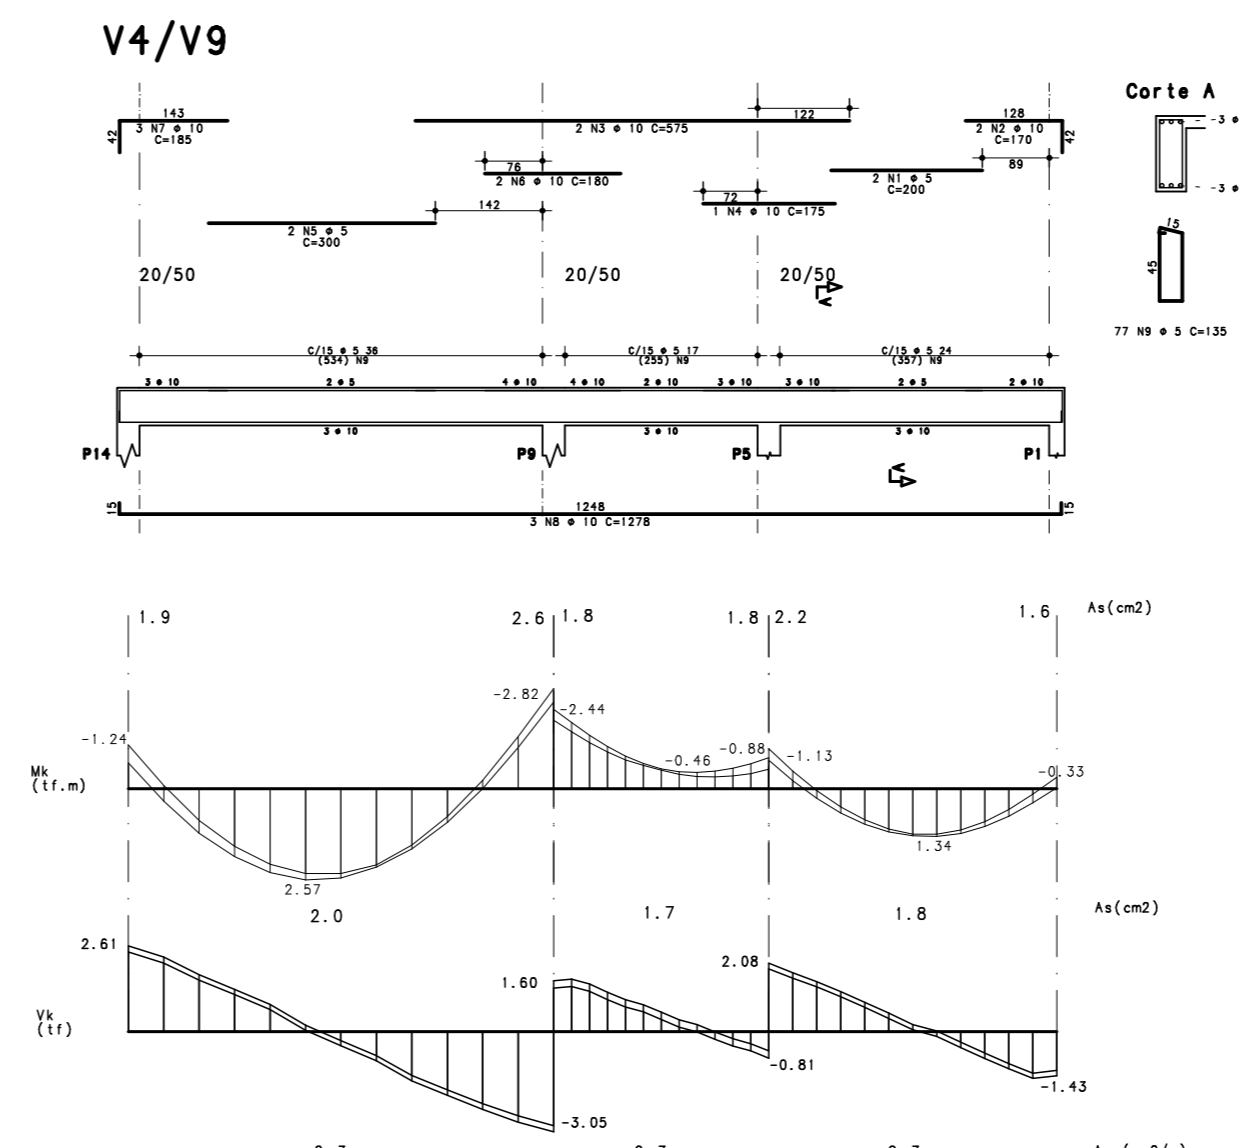 V4/V9
143
3 N7 ø 10
C=185
42
2 N3 ø 10 C=575
122
128
2 N2 ø 10
C=170
42
76
2 N6 ø 10 C=180
72
1 N4 ø 10 C=175
2 N1 ø 5
C=200
89
142
2 N5 ø 5
C=300
Corte A
-3 ø
-3 ø
15
45
77 N9 ø 5 C=135
20/50
20/50
20/50
C/15 ø 5 36
(534) N9
C/15 ø 5 17
(255) N9
C/15 ø 5 24
(357) N9
3 ø 10
2 ø 5
4 ø 10
4 ø 10
2 ø 10
3 ø 10
3 ø 10
2 ø 5
2 ø 10
3 ø 10
3 ø 10
3 ø 10
P14
P9
P5
P1
15
1248
3 N8 ø 10 C=1278
15
1.9
2.6
1.8
1.8
2.2
1.6
As(cm2)
Mk
(tf.m)
-1.24
2.57
-2.82
-2.44
-0.46
-0.88
-1.13
1.34
-0.33
2.0
1.7
1.8
As(cm2)
Vk
(tf)
2.61
-3.05
1.60
-0.81
2.08
-1.43